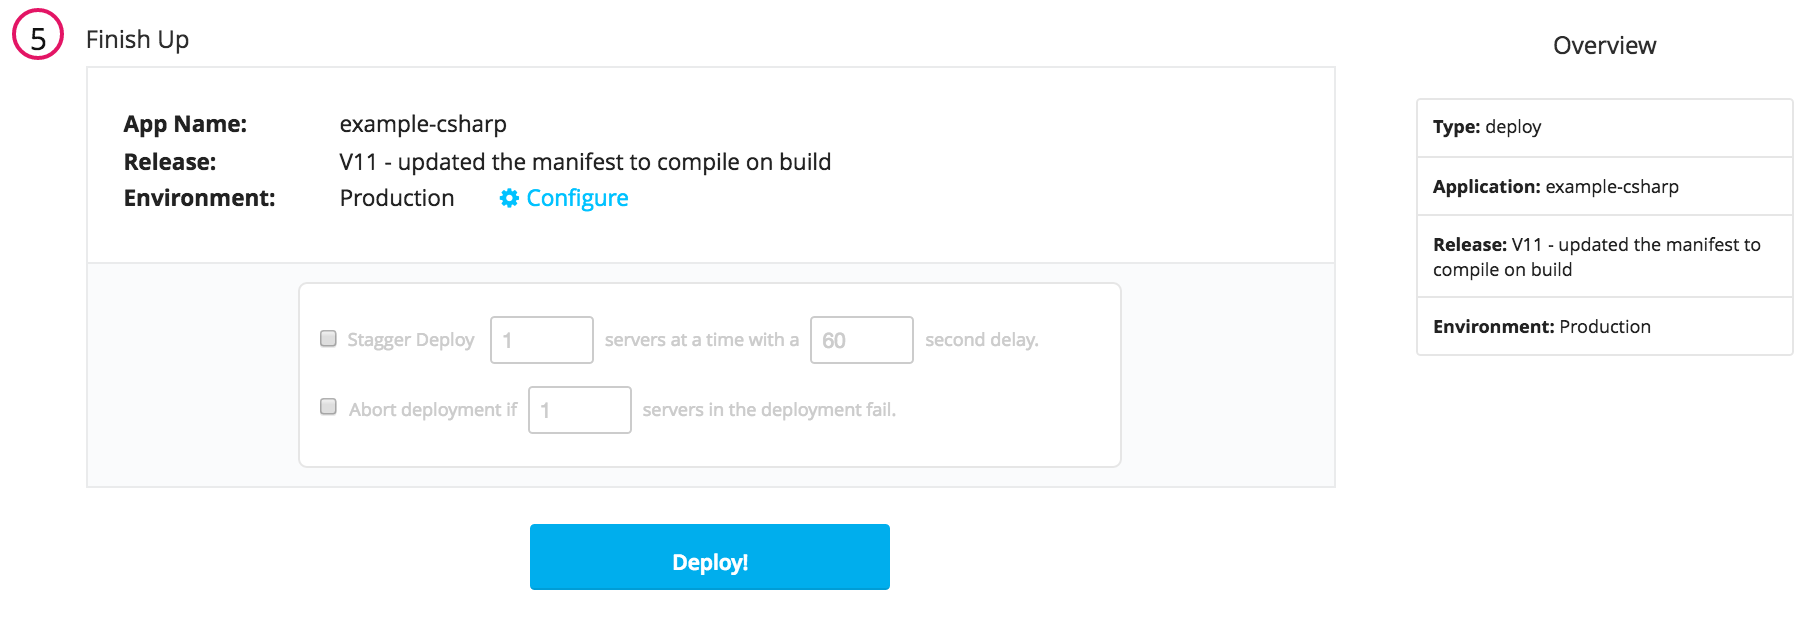 5 Finish Up
App Name: example-csharp
Release: V11 - updated the manifest to compile on build
Environment: Production Configure
Stagger Deploy 1 servers at a time with a 60 second delay.
Abort deployment if 1 servers in the deployment fail.
Deploy!
Overview
Type: deploy
Application: example-csharp
Release: V11 - updated the manifest to
compile on build
Environment: Production